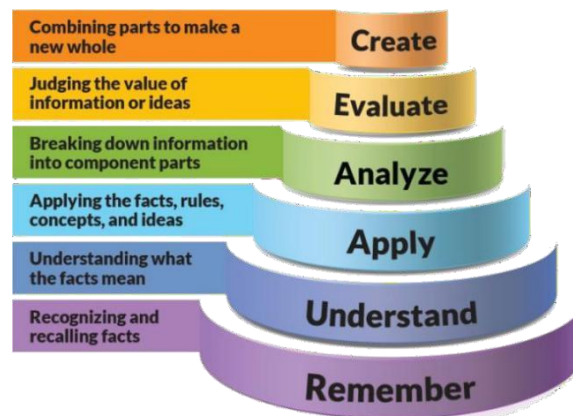 Combining parts to make a
new whole
Create
Judging the value of
information or ideas
Evaluate
Breaking down information
into component parts
Analyze
Applying the facts, rules,
concepts, and ideas
Apply
Understanding what
the facts mean
Understand
Recognizing and
recalling facts
Remember